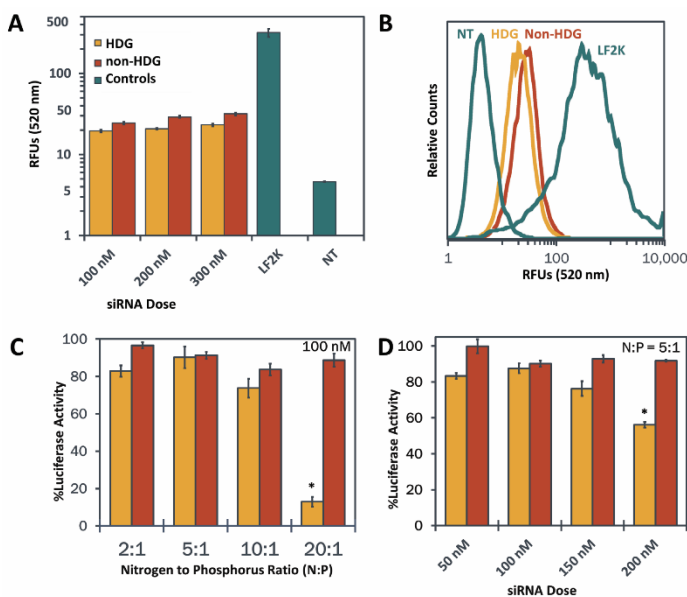 A
RFUs (520 nm)
500
100
50
10
5
1
HDG
non-HDG
Controls
100 nM
200 nM
300 nM
LF2K
NT
siRNA Dose
B
Relative Counts
NT
HDG
Non-HDG
LF2K
1
100
10,000
RFUs (520 nm)
C
%Luciferase Activity
100
80
60
40
20
0
100 nM
*
2:1
5:1
10:1
20:1
Nitrogen to Phosphorus Ratio (N:P)
D
%Luciferase Activity
100
80
60
40
20
0
N:P = 5:1
*
50 nM
100 nM
150 nM
200 nM
siRNA Dose